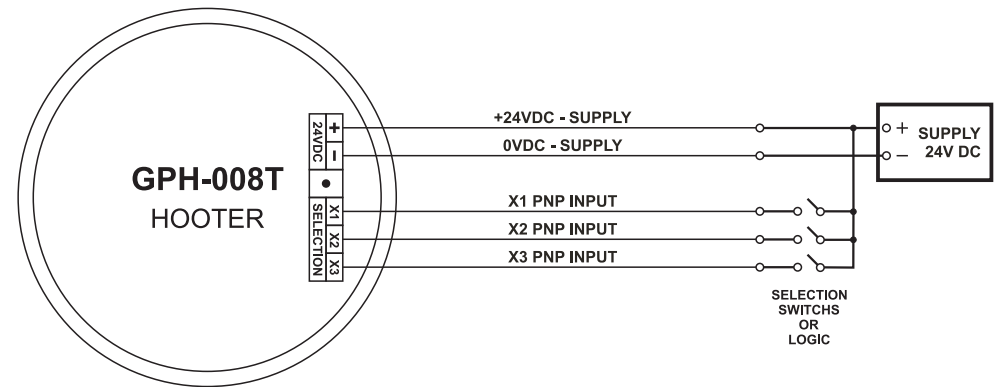 GPH-008T
HOOTER
24VDC
+
−
SELECTION
X1
X2
X3
+24VDC - SUPPLY
0VDC - SUPPLY
X1 PNP INPUT
X2 PNP INPUT
X3 PNP INPUT
+ SUPPLY
− 24V DC
SELECTION
SWITCHS
OR
LOGIC